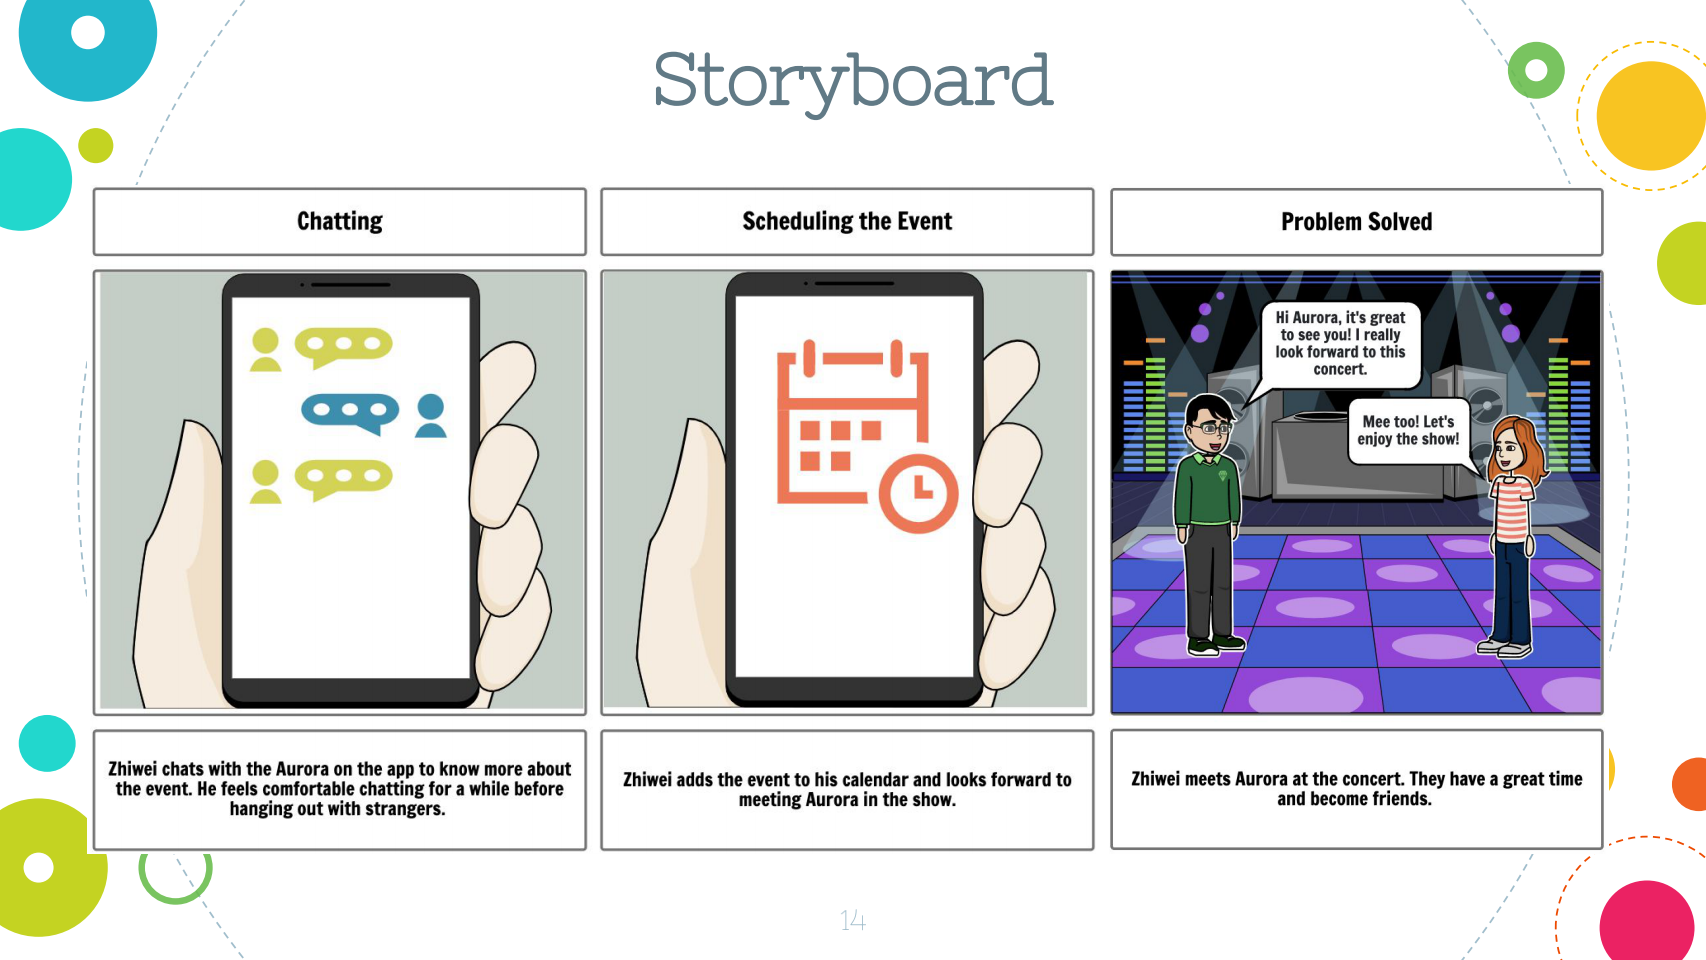 Storyboard
Chatting
Scheduling the Event
Problem Solved
Hi Aurora, it's great
to see you! I really
look forward to this
concert.
Mee too! Let's
enjoy the show!
Zhiwei chats with the Aurora on the app to know more about
the event. He feels comfortable chatting for a while before
hanging out with strangers.
Zhiwei adds the event to his calendar and looks forward to
meeting Aurora in the show.
Zhiwei meets Aurora at the concert. They have a great time
and become friends.
14